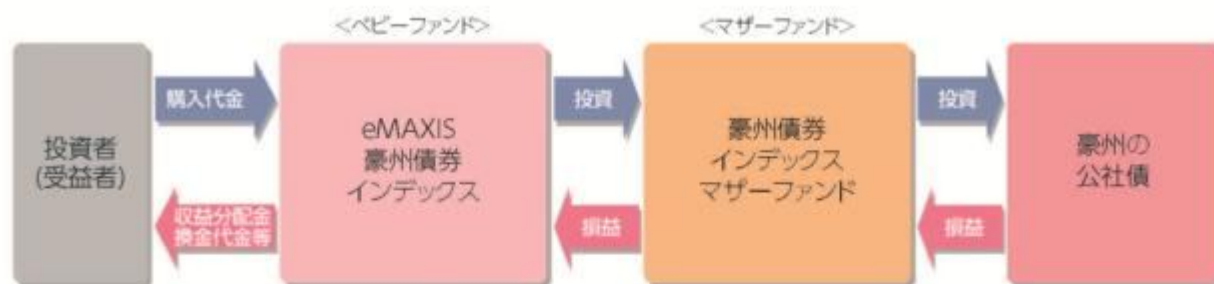 <ベビーファンド>
<マザーファンド>
購入代金
投資
投資
投資者
(受益者)
eMAXIS
豪州債券
インデックス
豪州債券
インデックス
マザーファンド
豪州の
公社債
収益分配金
換金代金等
損益
損益